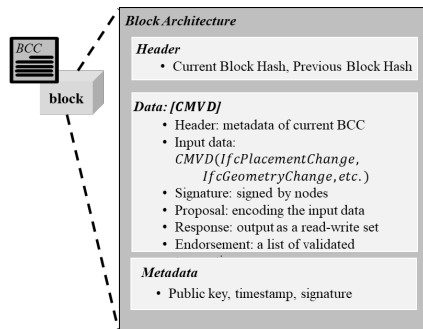 BCC
block
Block Architecture
Header
• Current Block Hash, Previous Block Hash
Data: [CMVD]
• Header: metadata of current BCC
• Input data:
CMVD(IfcPlacementChange,
IfcGeometryChange, etc.)
• Signature: signed by nodes
• Proposal: encoding the input data
• Response: output as a read-write set
• Endorsement: a list of validated
Metadata
• Public key, timestamp, signature